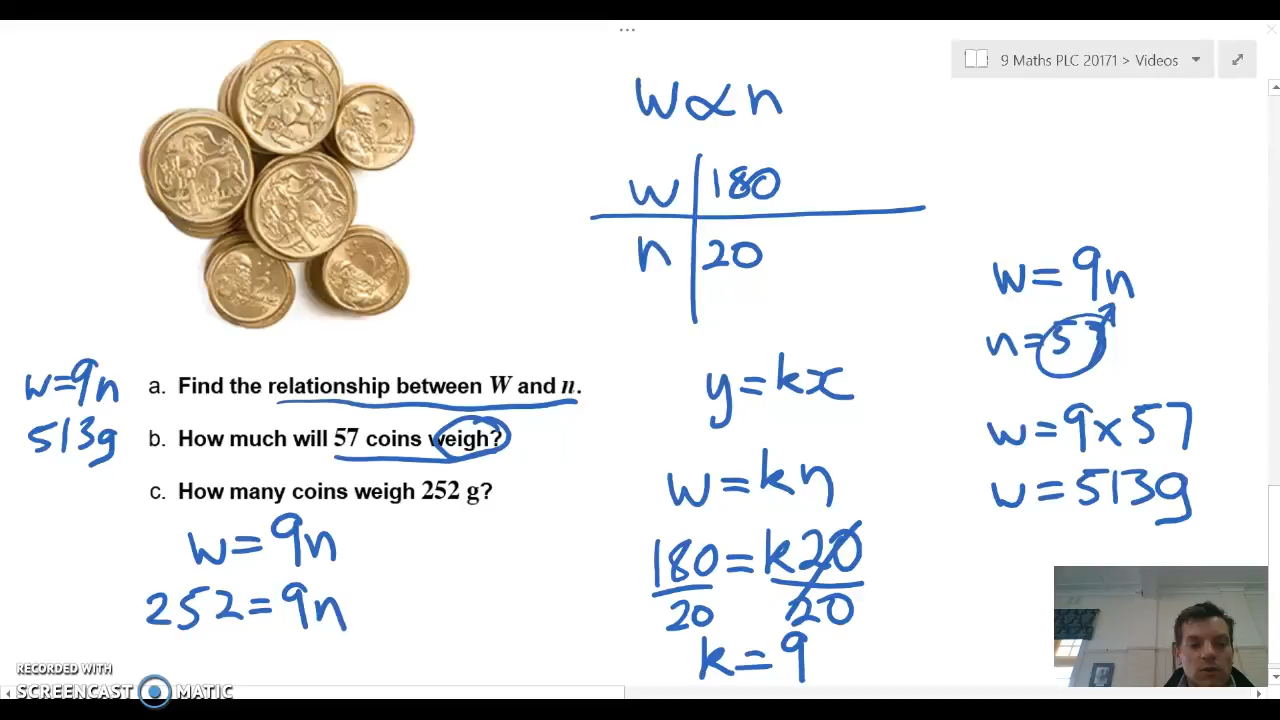 9 Maths PLC 20171 > Videos
W ∝ n
W 180
n 20
y = kx
W = kn
180/20 = k20/20
k = 9
W = 9n
n = 57
W = 9 × 57
W = 513g
W = 9n
a. Find the relationship between W and n.
513g
b. How much will 57 coins weigh?
c. How many coins weigh 252 g?
W = 9n
252 = 9n
RECORDED WITH
SCREENCAST MATIC